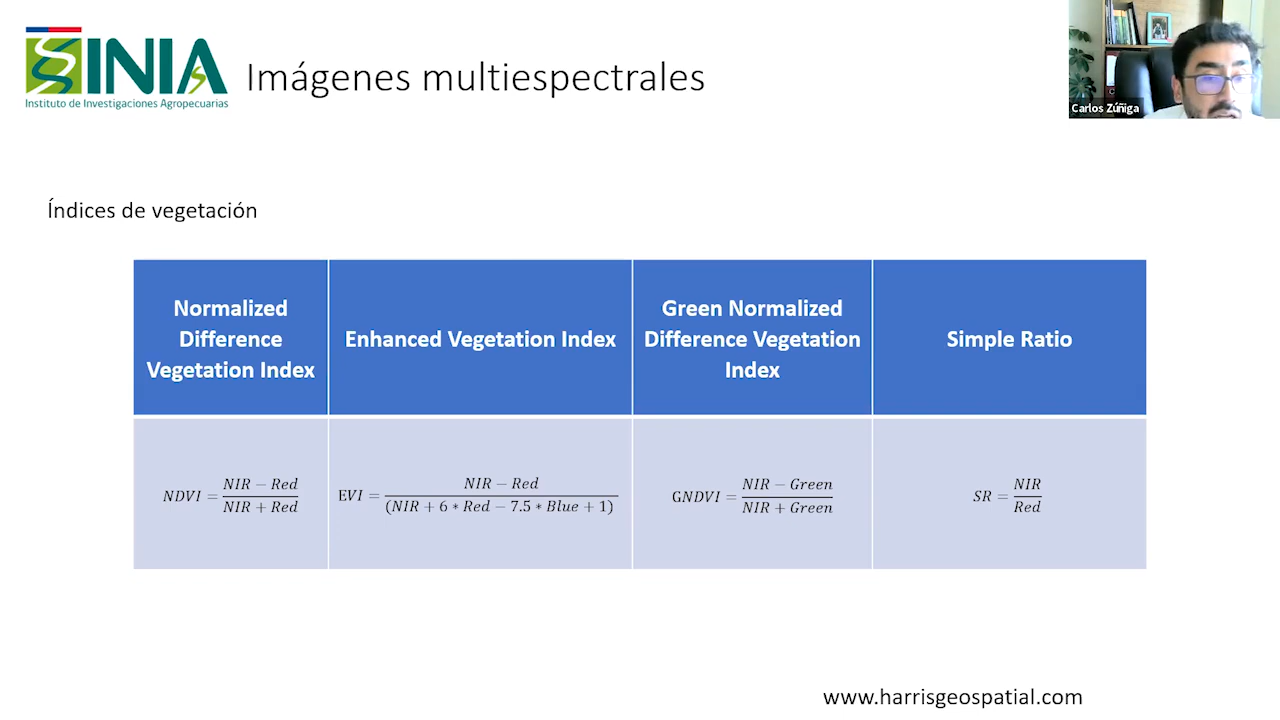 INIA
Instituto de Investigaciones Agropecuarias
Imágenes multiespectrales
Carlos Zúñiga
Índices de vegetación
Normalized
Difference
Vegetation Index
Enhanced Vegetation Index
Green Normalized
Difference Vegetation
Index
Simple Ratio
NDVI = (NIR − Red) / (NIR + Red)
EVI = (NIR − Red) / (NIR + 6 * Red − 7.5 * Blue + 1)
GNDVI = (NIR − Green) / (NIR + Green)
SR = NIR / Red
www.harrisgeospatial.com